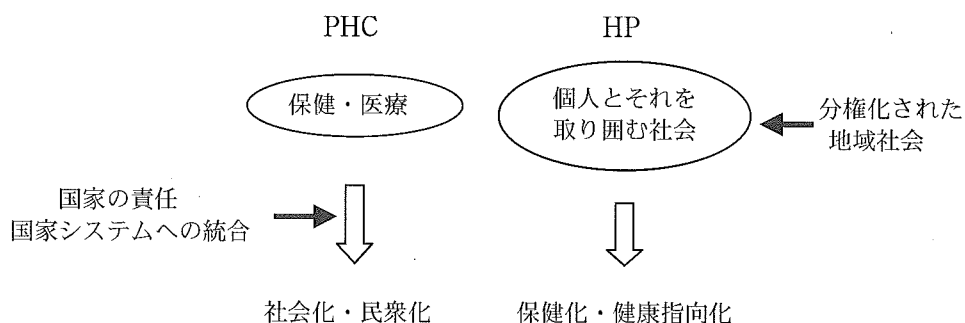 PHC
HP
保健・医療
個人とそれを
取り囲む社会
分権化された
地域社会
国家の責任
国家システムへの統合
社会化・民衆化
保健化・健康指向化